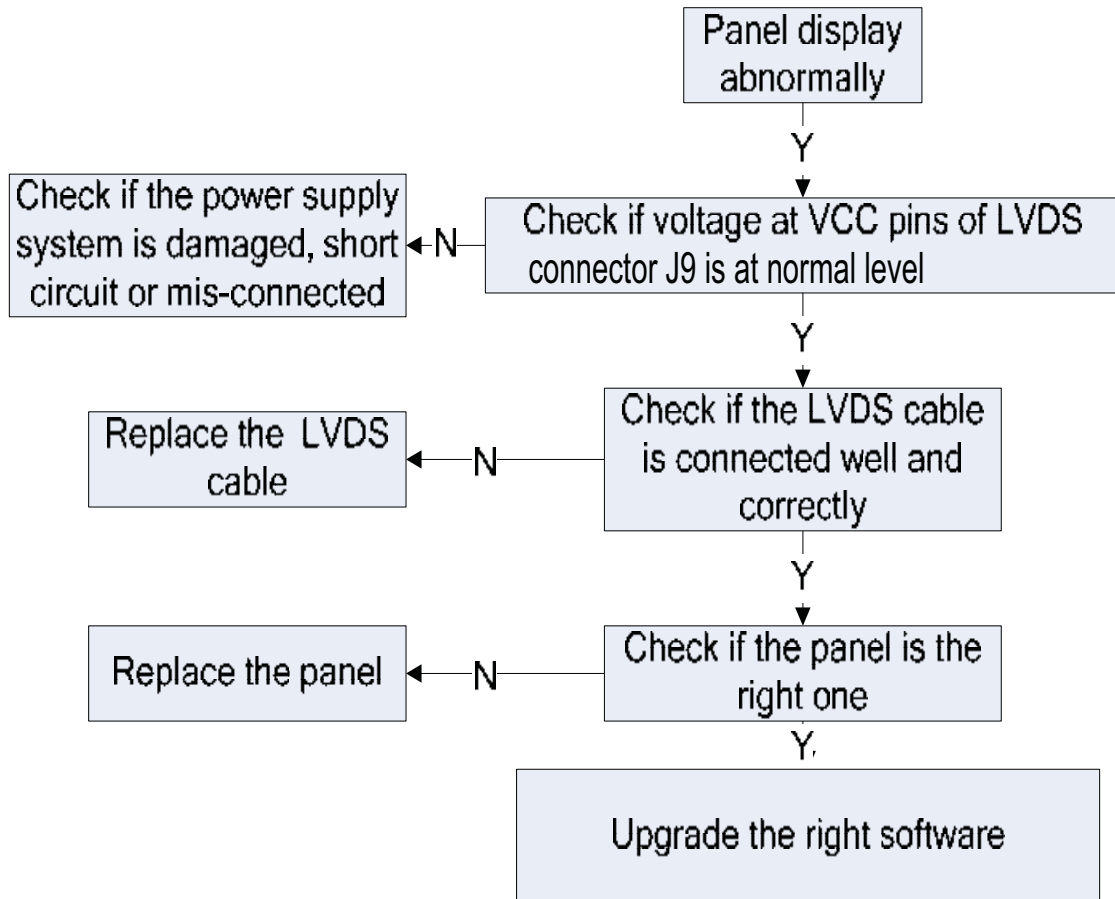 Panel display
abnormally
Y
Check if the power supply
system is damaged, short
circuit or mis-connected
N
Check if voltage at VCC pins of LVDS
connector J9 is at normal level
Y
Replace the LVDS
cable
N
Check if the LVDS cable
is connected well and
correctly
Y
Replace the panel
N
Check if the panel is the
right one
Y,
Upgrade the right software